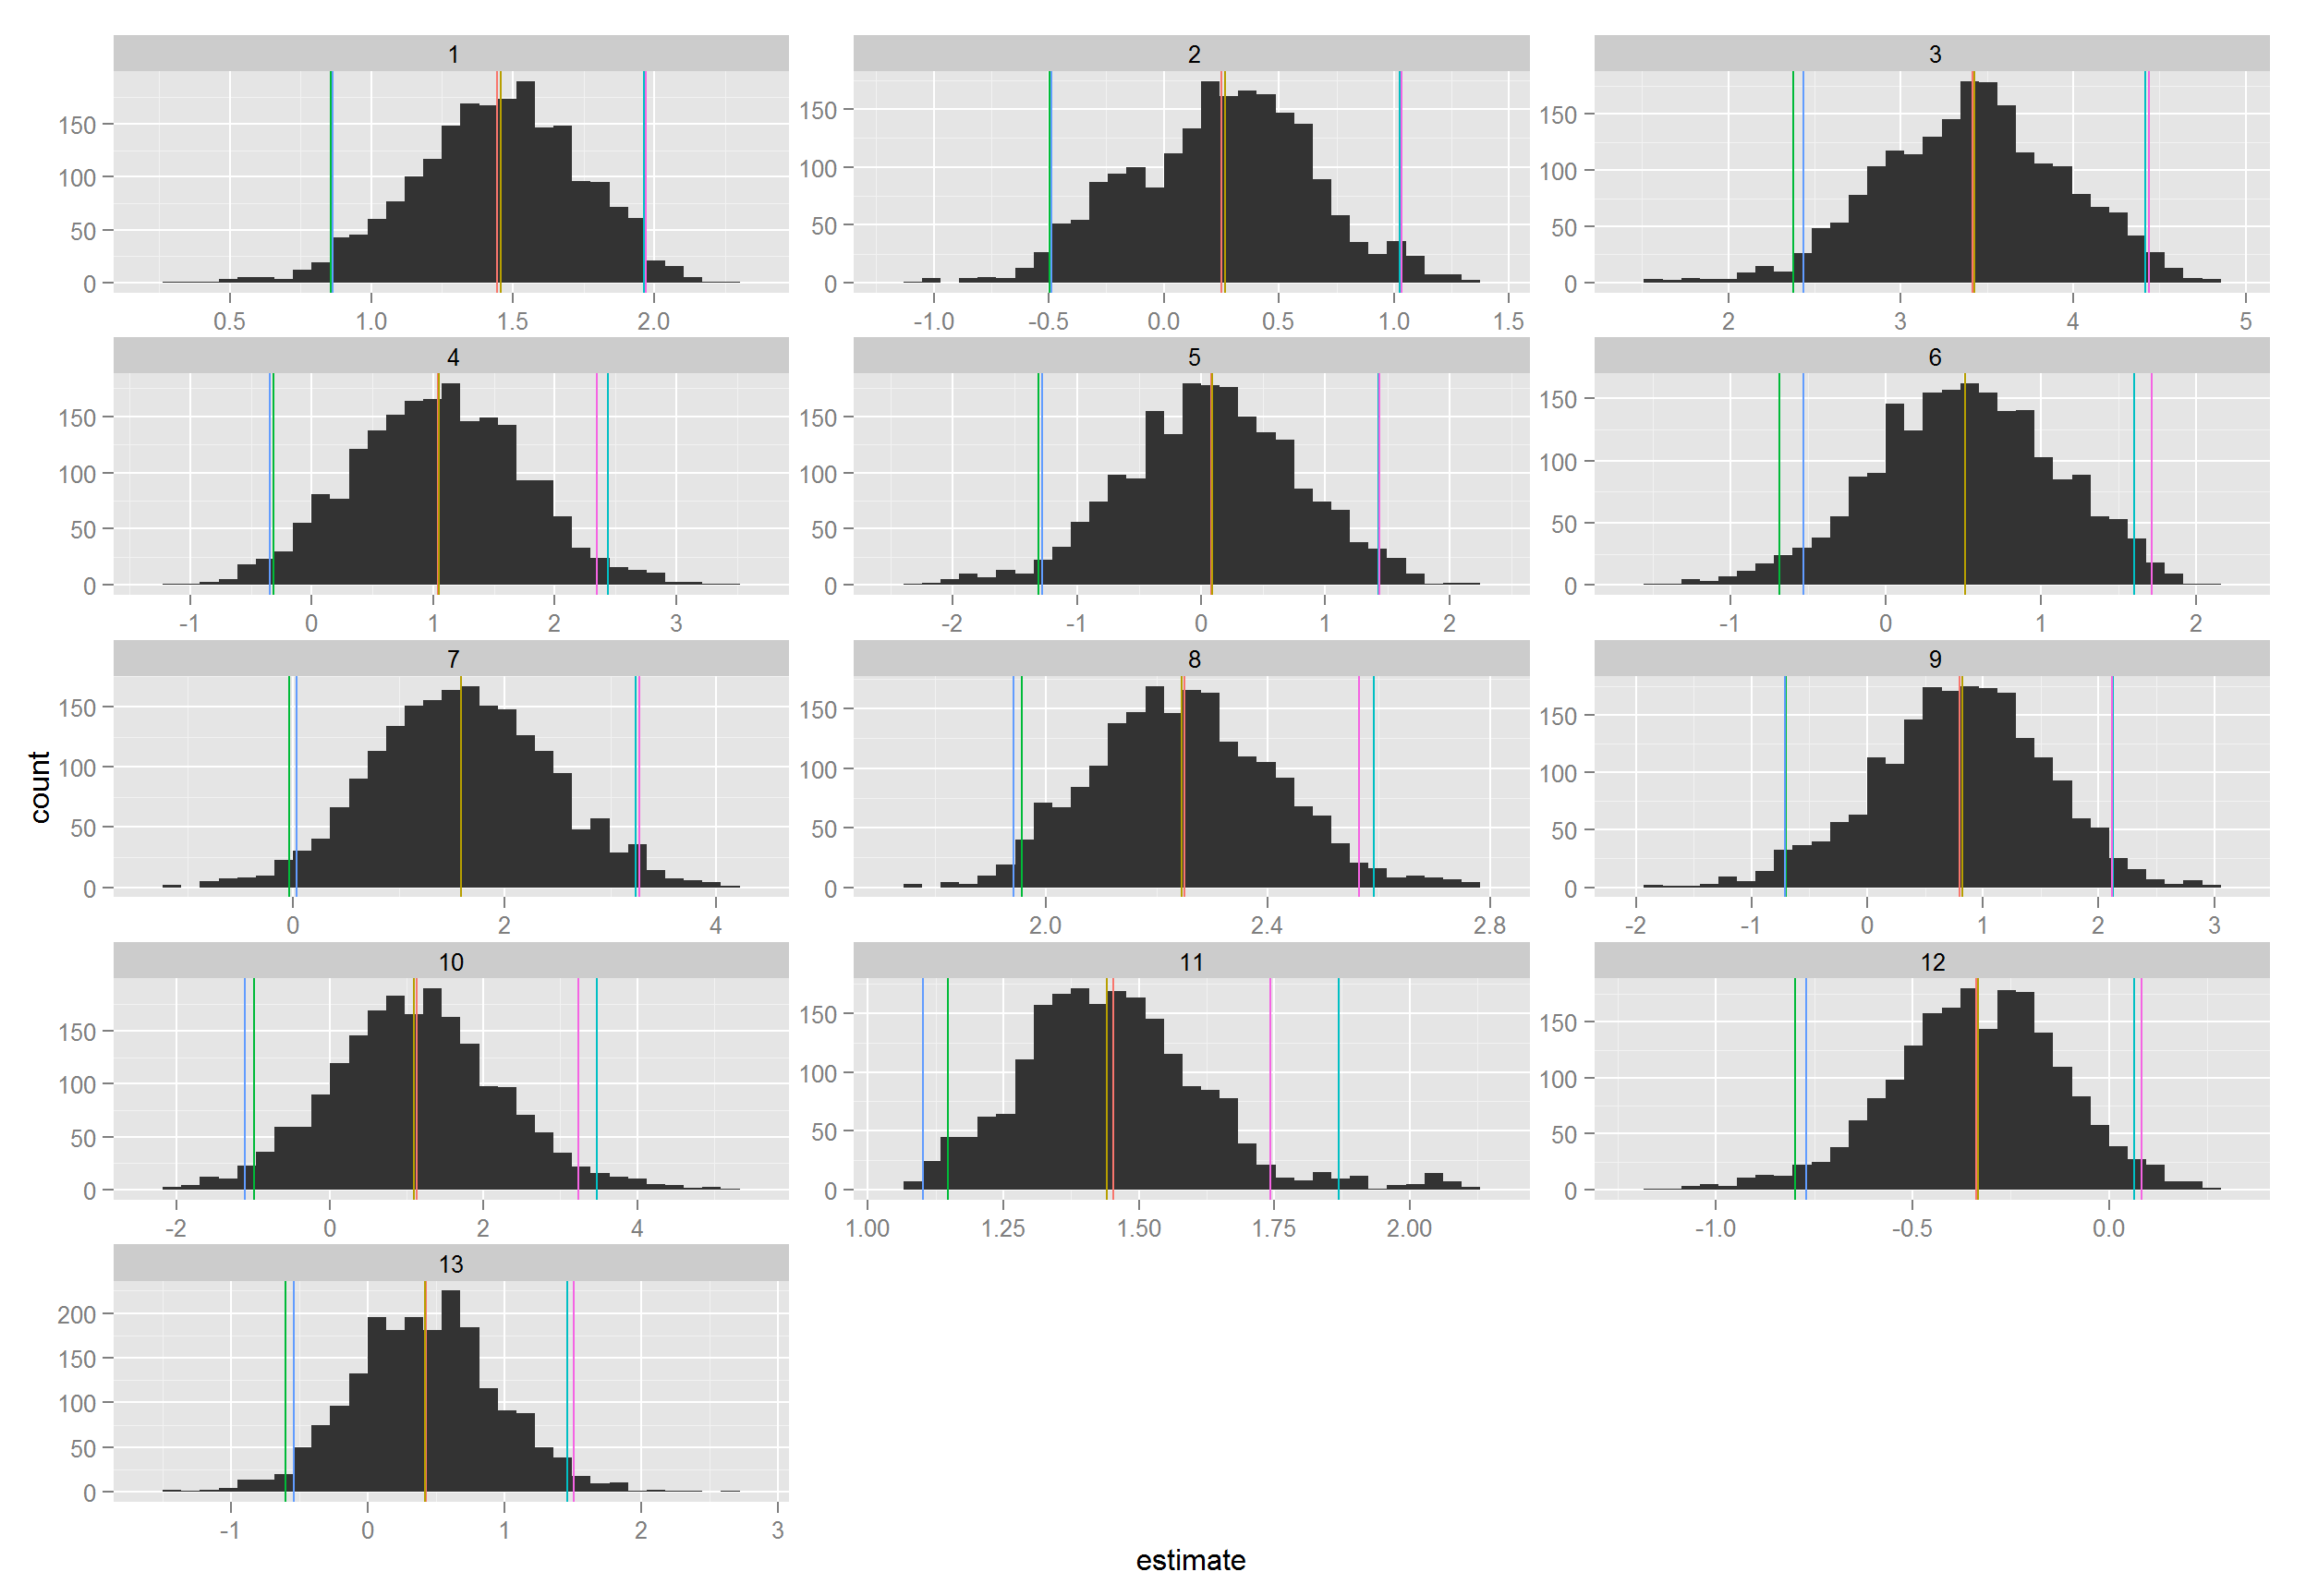 1 2 3
150 100 50 0
150 100 50 0
150 100 50 0
0.5 1.0 1.5 2.0
-1.0 -0.5 0.0 0.5 1.0 1.5
2 3 4 5
4 5 6
150 100 50 0
150 100 50 0
150 100 50 0
-1 0 1 2 3
-2 -1 0 1 2
-1 0 1 2
7 8 9
150 100 50 0
150 100 50 0
150 100 50 0
0 2 4
2.0 2.4 2.8
-2 -1 0 1 2 3
count
10 11 12
150 100 50 0
150 100 50 0
150 100 50 0
-2 0 2 4
1.00 1.25 1.50 1.75 2.00
-1.0 -0.5 0.0
13
200 150 100 50 0
-1 0 1 2 3
estimate